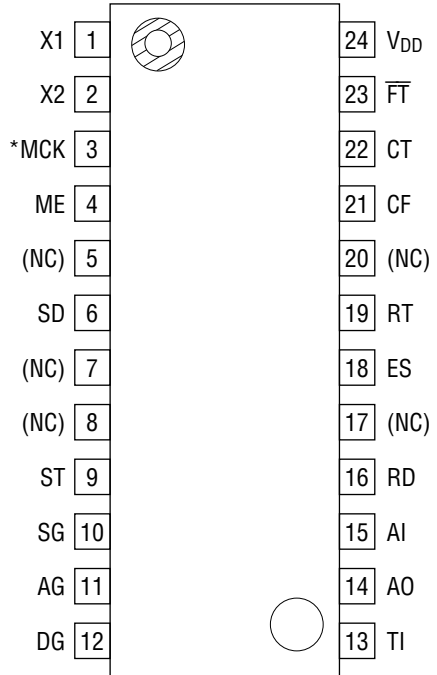 X1 1 24 VDD
X2 2 23 F̅T̅
*MCK 3 22 CT
ME 4 21 CF
(NC) 5 20 (NC)
SD 6 19 RT
(NC) 7 18 ES
(NC) 8 17 (NC)
ST 9 16 RD
SG 10 15 AI
AG 11 14 AO
DG 12 13 TI